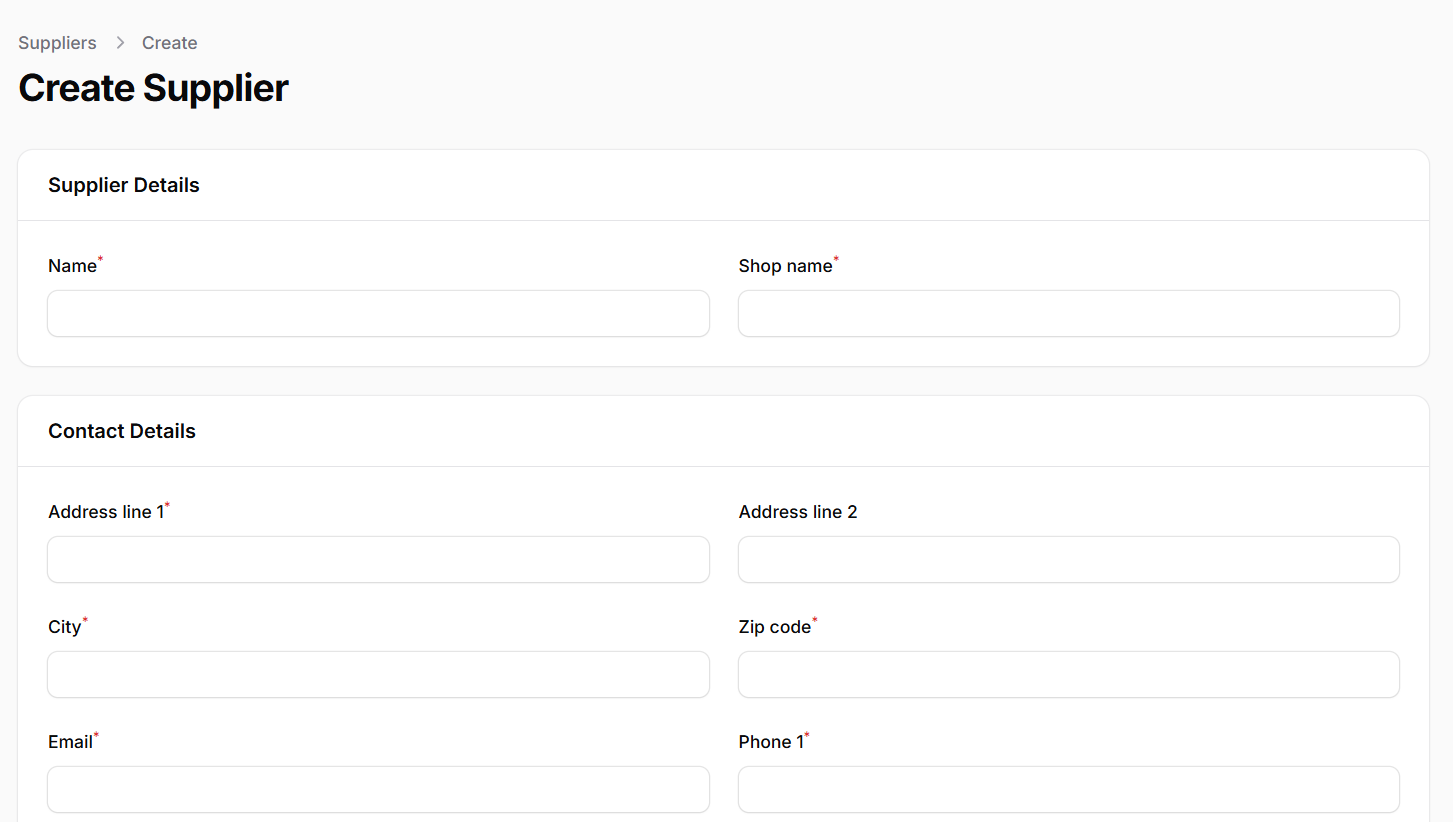 Suppliers > Create
Create Supplier
Supplier Details
Name* Shop name*
Contact Details
Address line 1* Address line 2
City* Zip code*
Email* Phone 1*